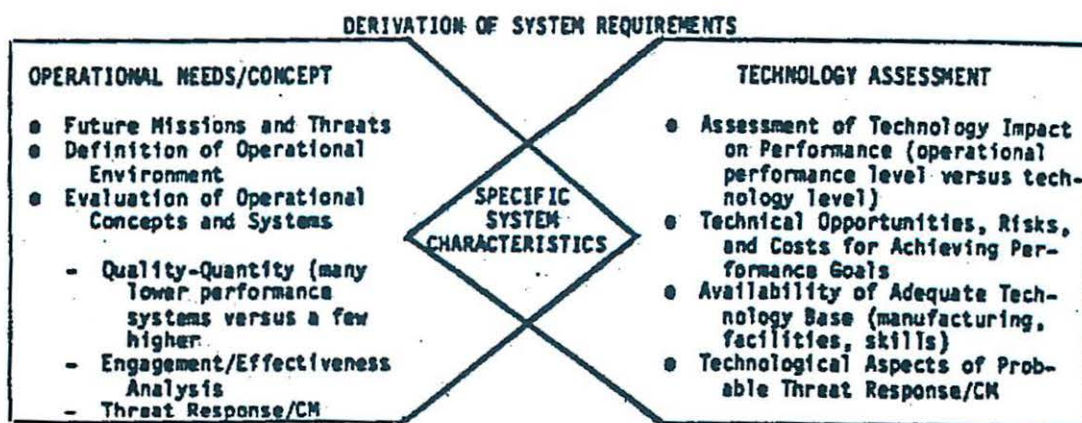 DERIVATION OF SYSTEM REQUIREMENTS
OPERATIONAL NEEDS/CONCEPT
● Future Missions and Threats
● Definition of Operational
Environment
● Evaluation of Operational
Concepts and Systems
- Quality-Quantity (many
lower performance
systems versus a few
higher
- Engagement/Effectiveness
Analysis
- Threat Response/CM
SPECIFIC
SYSTEM
CHARACTERISTICS
TECHNOLOGY ASSESSMENT
● Assessment of Technology Impact
on Performance (operational
performance level versus tech-
nology level)
● Technical Opportunities, Risks,
and Costs for Achieving Per-
formance Goals
● Availability of Adequate Tech-
nology Base (manufacturing,
facilities, skills)
● Technological Aspects of Prob-
able Threat Response/CM